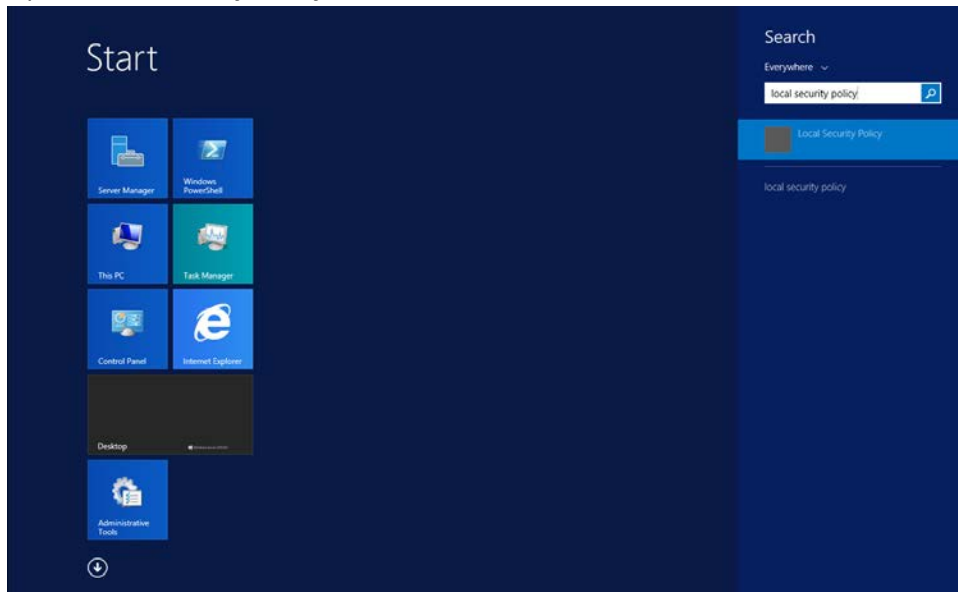 Start
Search
Everywhere
local security policy
Local Security Policy
local security policy
Server Manager
Windows
PowerShell
This PC
Task Manager
Control Panel
Internet Explorer
Desktop
Administrative
Tools